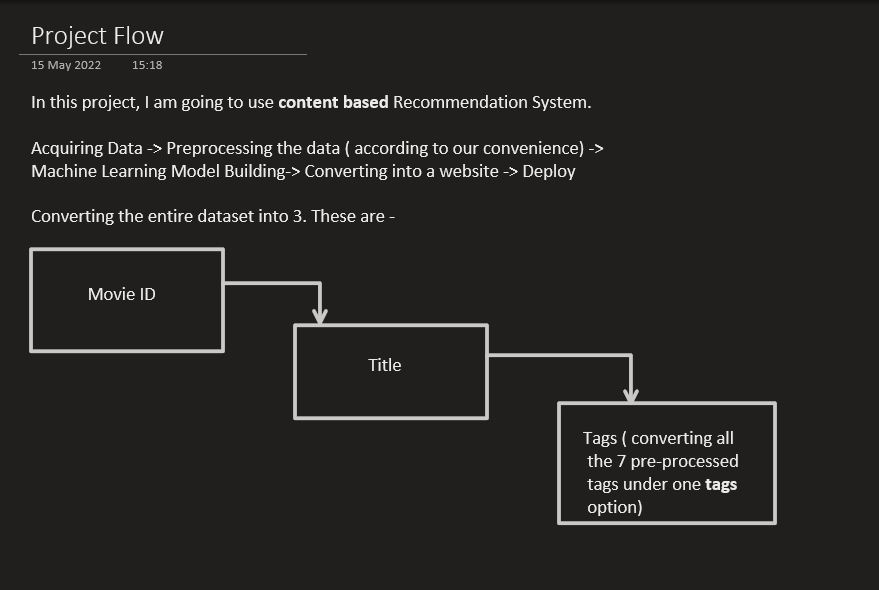 Project Flow
15 May 2022 15:18
In this project, I am going to use content based Recommendation System.
Acquiring Data -> Preprocessing the data ( according to our convenience) ->
Machine Learning Model Building-> Converting into a website -> Deploy
Converting the entire dataset into 3. These are -
Movie ID
Title
Tags ( converting all
the 7 pre-processed
tags under one tags
option)